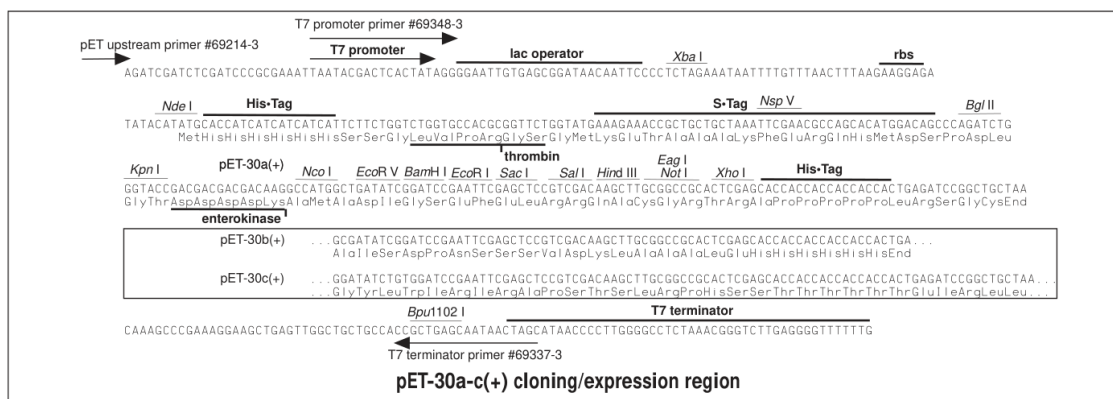 T7 promoter primer #69348-3
pET upstream primer #69214-3
T7 promoter
lac operator
Xba I
rbs
AGATCGATCTCGATCCCGCGAAATTAATACGACTCACTATAGGGGAATTGTGAGCGGATAACAATTCCCCTCTAGAAATAATTTTGTTTAACTTTAAGAAGGAGA
Nde I
His•Tag
S•Tag
Nsp V
Bgl II
TATACATATGCACCATCATCATCATCATTCTTCTGGTCTGGTGCCACGCGGTTCTGGTATGAAAGAAACCGCTGCTGCTAAATTCGAACGCCAGCACATGGACAGCCCAGATCTG
MetHisHisHisHisHisHisSerSerGlyLeuValProArgGlySerGlyMetLysGluThrAlaAlaAlaLysPheGluArgGlnHisMetAspSerProAspLeu
thrombin
Kpn I
pET-30a(+)
Nco I
EcoR V
BamH I
EcoR I
Sac I
Sal I
Hind III
Eag I
Not I
Xho I
His•Tag
GGTACCGACGACGACGACAAGGCCATGGCTGATATCGGATCCGAATTCGAGCTCCGTCGACAAGCTTGCGGCCGCACTCGAGCACCACCACCACCACCACTGAGATCCGGCTGCTAA
GlyThrAspAspAspAspLysAlaMetAlaAspIleGlySerGluPheGluLeuArgArgGlnAlaCysGlyArgThrArgAlaProProProProProLeuArgSerGlyCysEnd
enterokinase
pET-30b(+)
...GCGATATCGGATCCGAATTCGAGCTCCGTCGACAAGCTTGCGGCCGCACTCGAGCACCACCACCACCACCACTGA...
AlaIleSerAspProAsnSerSerSerValAspLysLeuAlaAlaAlaLeuGluHisHisHisHisHisHisEnd
pET-30c(+)
...GGATATCTGTGGATCCGAATTCGAGCTCCGTCGACAAGCTTGCGGCCGCACTCGAGCACCACCACCACCACCACTGAGATCCGGCTGCTAA...
...GlyTyrLeuTrpIleArgIleArgAlaProSerThrSerLeuArgProHisSerSerThrThrThrThrThrThrGluIleArgLeuLeu...
Bpu1102 I
T7 terminator
CAAAGCCCGAAAGGAAGCTGAGTTGGCTGCTGCCACCGCTGAGCAATAACTAGCATAACCCCTTGGGGCCTCTAAACGGGTCTTGAGGGGTTTTTTG
T7 terminator primer #69337-3
pET-30a-c(+) cloning/expression region